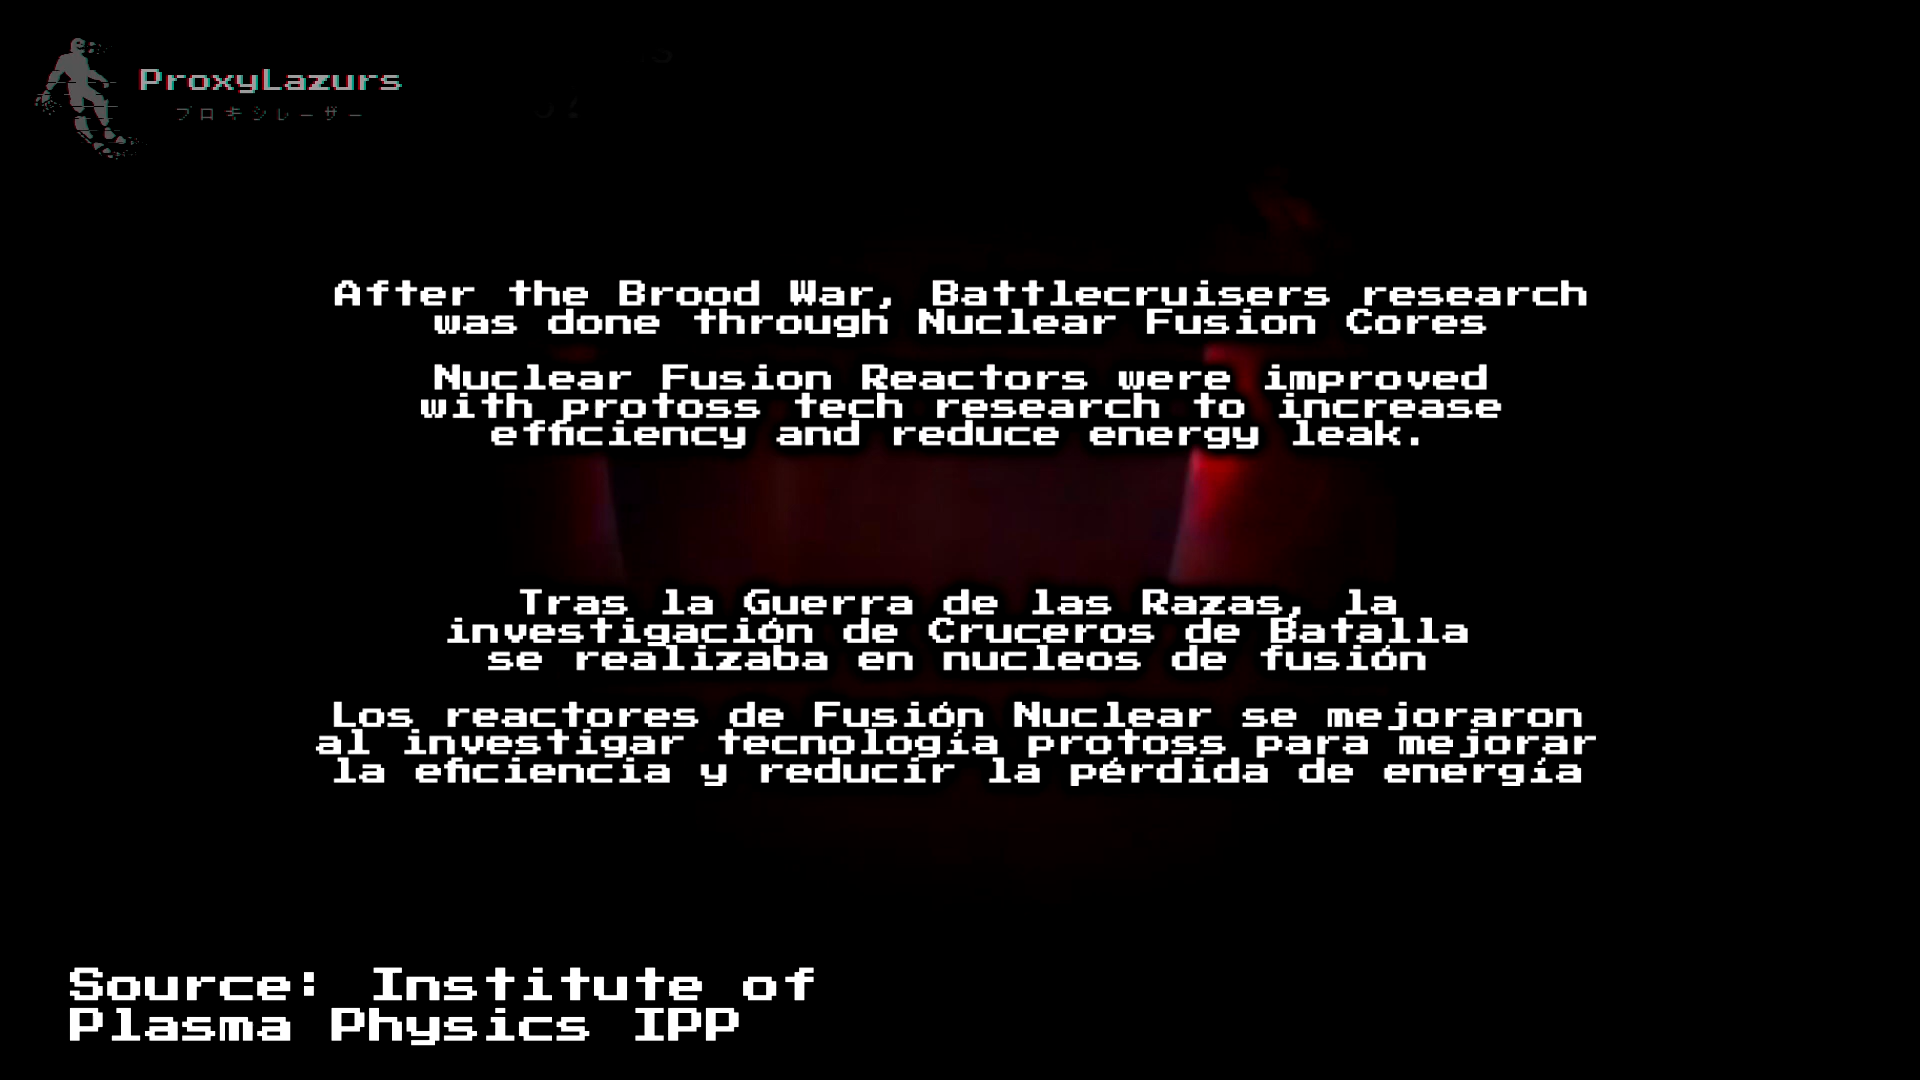 ProxyLazurs
プロキシレーザー
After the Brood War, Battlecruisers research
was done through Nuclear Fusion Cores
Nuclear Fusion Reactors were improved
with protoss tech research to increase
efficiency and reduce energy leak.
Tras la Guerra de las Razas, la
investigación de Cruceros de Batalla
se realizaba en nucleos de fusión
Los reactores de Fusión Nuclear se mejoraron
al investigar tecnología protoss para mejorar
la eficiencia y reducir la pérdida de energía
Source: Institute of
Plasma Physics IPP